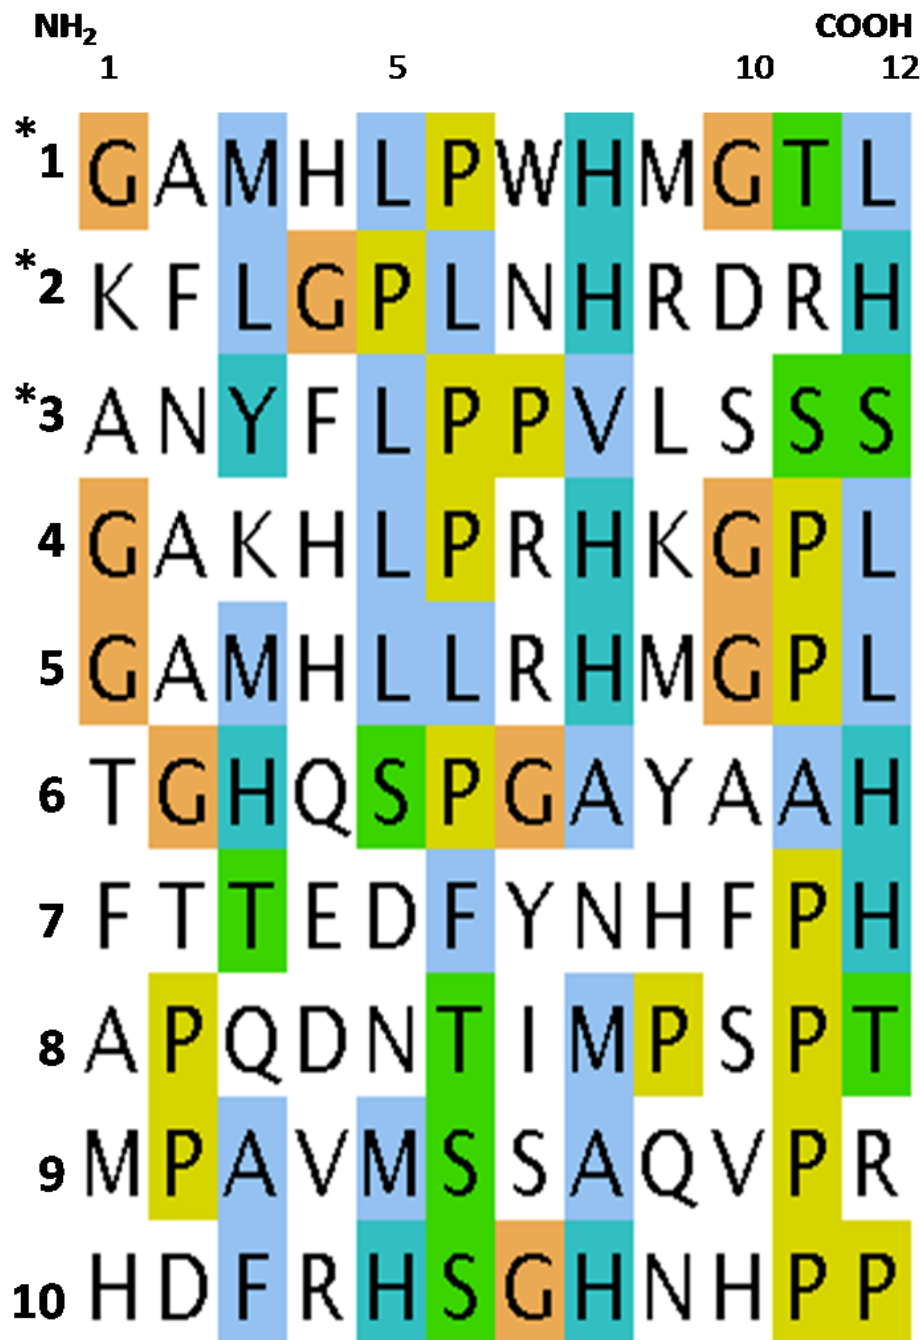 NH2 COOH
1 5 10 12
*1 G A M H L P W H M G T L
*2 K F L G P L N H R D R H
*3 A N Y F L P P V L S S S
4 G A K H L P R H K G P L
5 G A M H L L R H M G P L
6 T G H Q S P G A Y A A H
7 F T T E D F Y N H F P H
8 A P Q D N T I M P S P T
9 M P A V M S S A Q V P R
10 H D F R H S G H N H P P